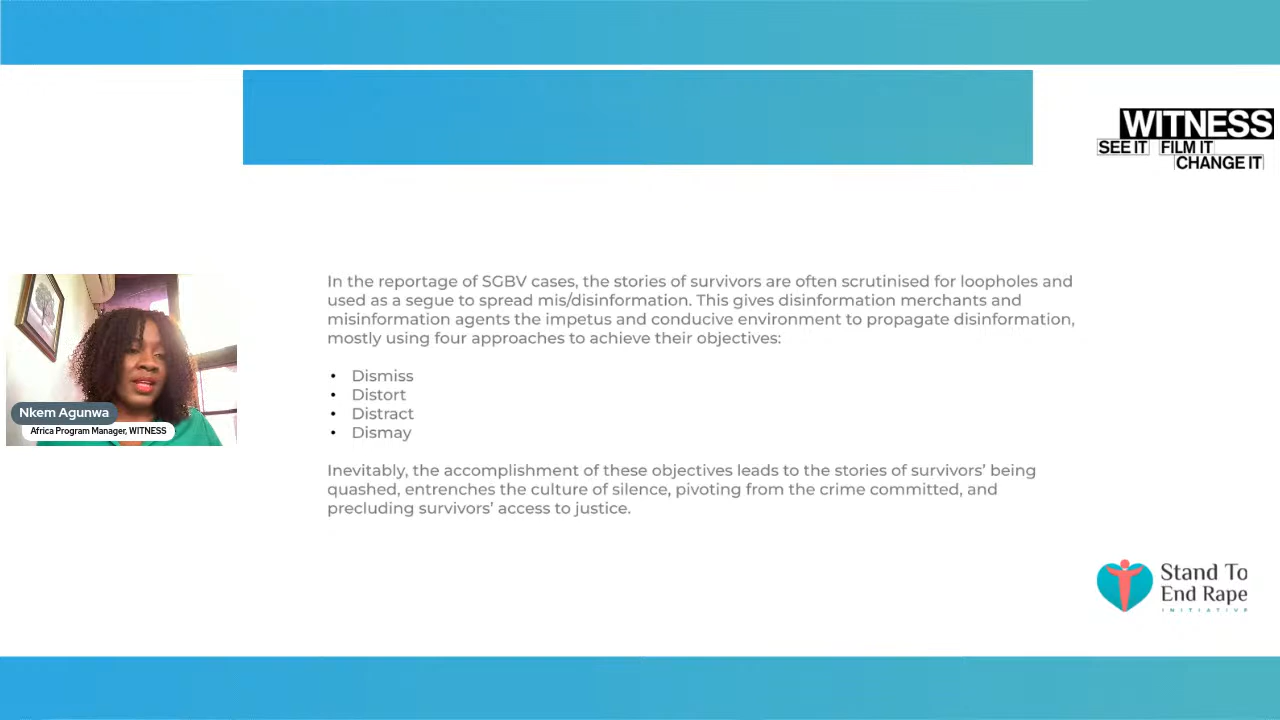 WITNESS
SEE IT FILM IT
CHANGE IT
In the reportage of SGBV cases, the stories of survivors are often scrutinised for loopholes and
used as a segue to spread mis/disinformation. This gives disinformation merchants and
misinformation agents the impetus and conducive environment to propagate disinformation,
mostly using four approaches to achieve their objectives:
• Dismiss
• Distort
• Distract
• Dismay
Inevitably, the accomplishment of these objectives leads to the stories of survivors’ being
quashed, entrenches the culture of silence, pivoting from the crime committed, and
precluding survivors’ access to justice.
Nkem Agunwa
Africa Program Manager, WITNESS
Stand To
End Rape
INITIATIVE